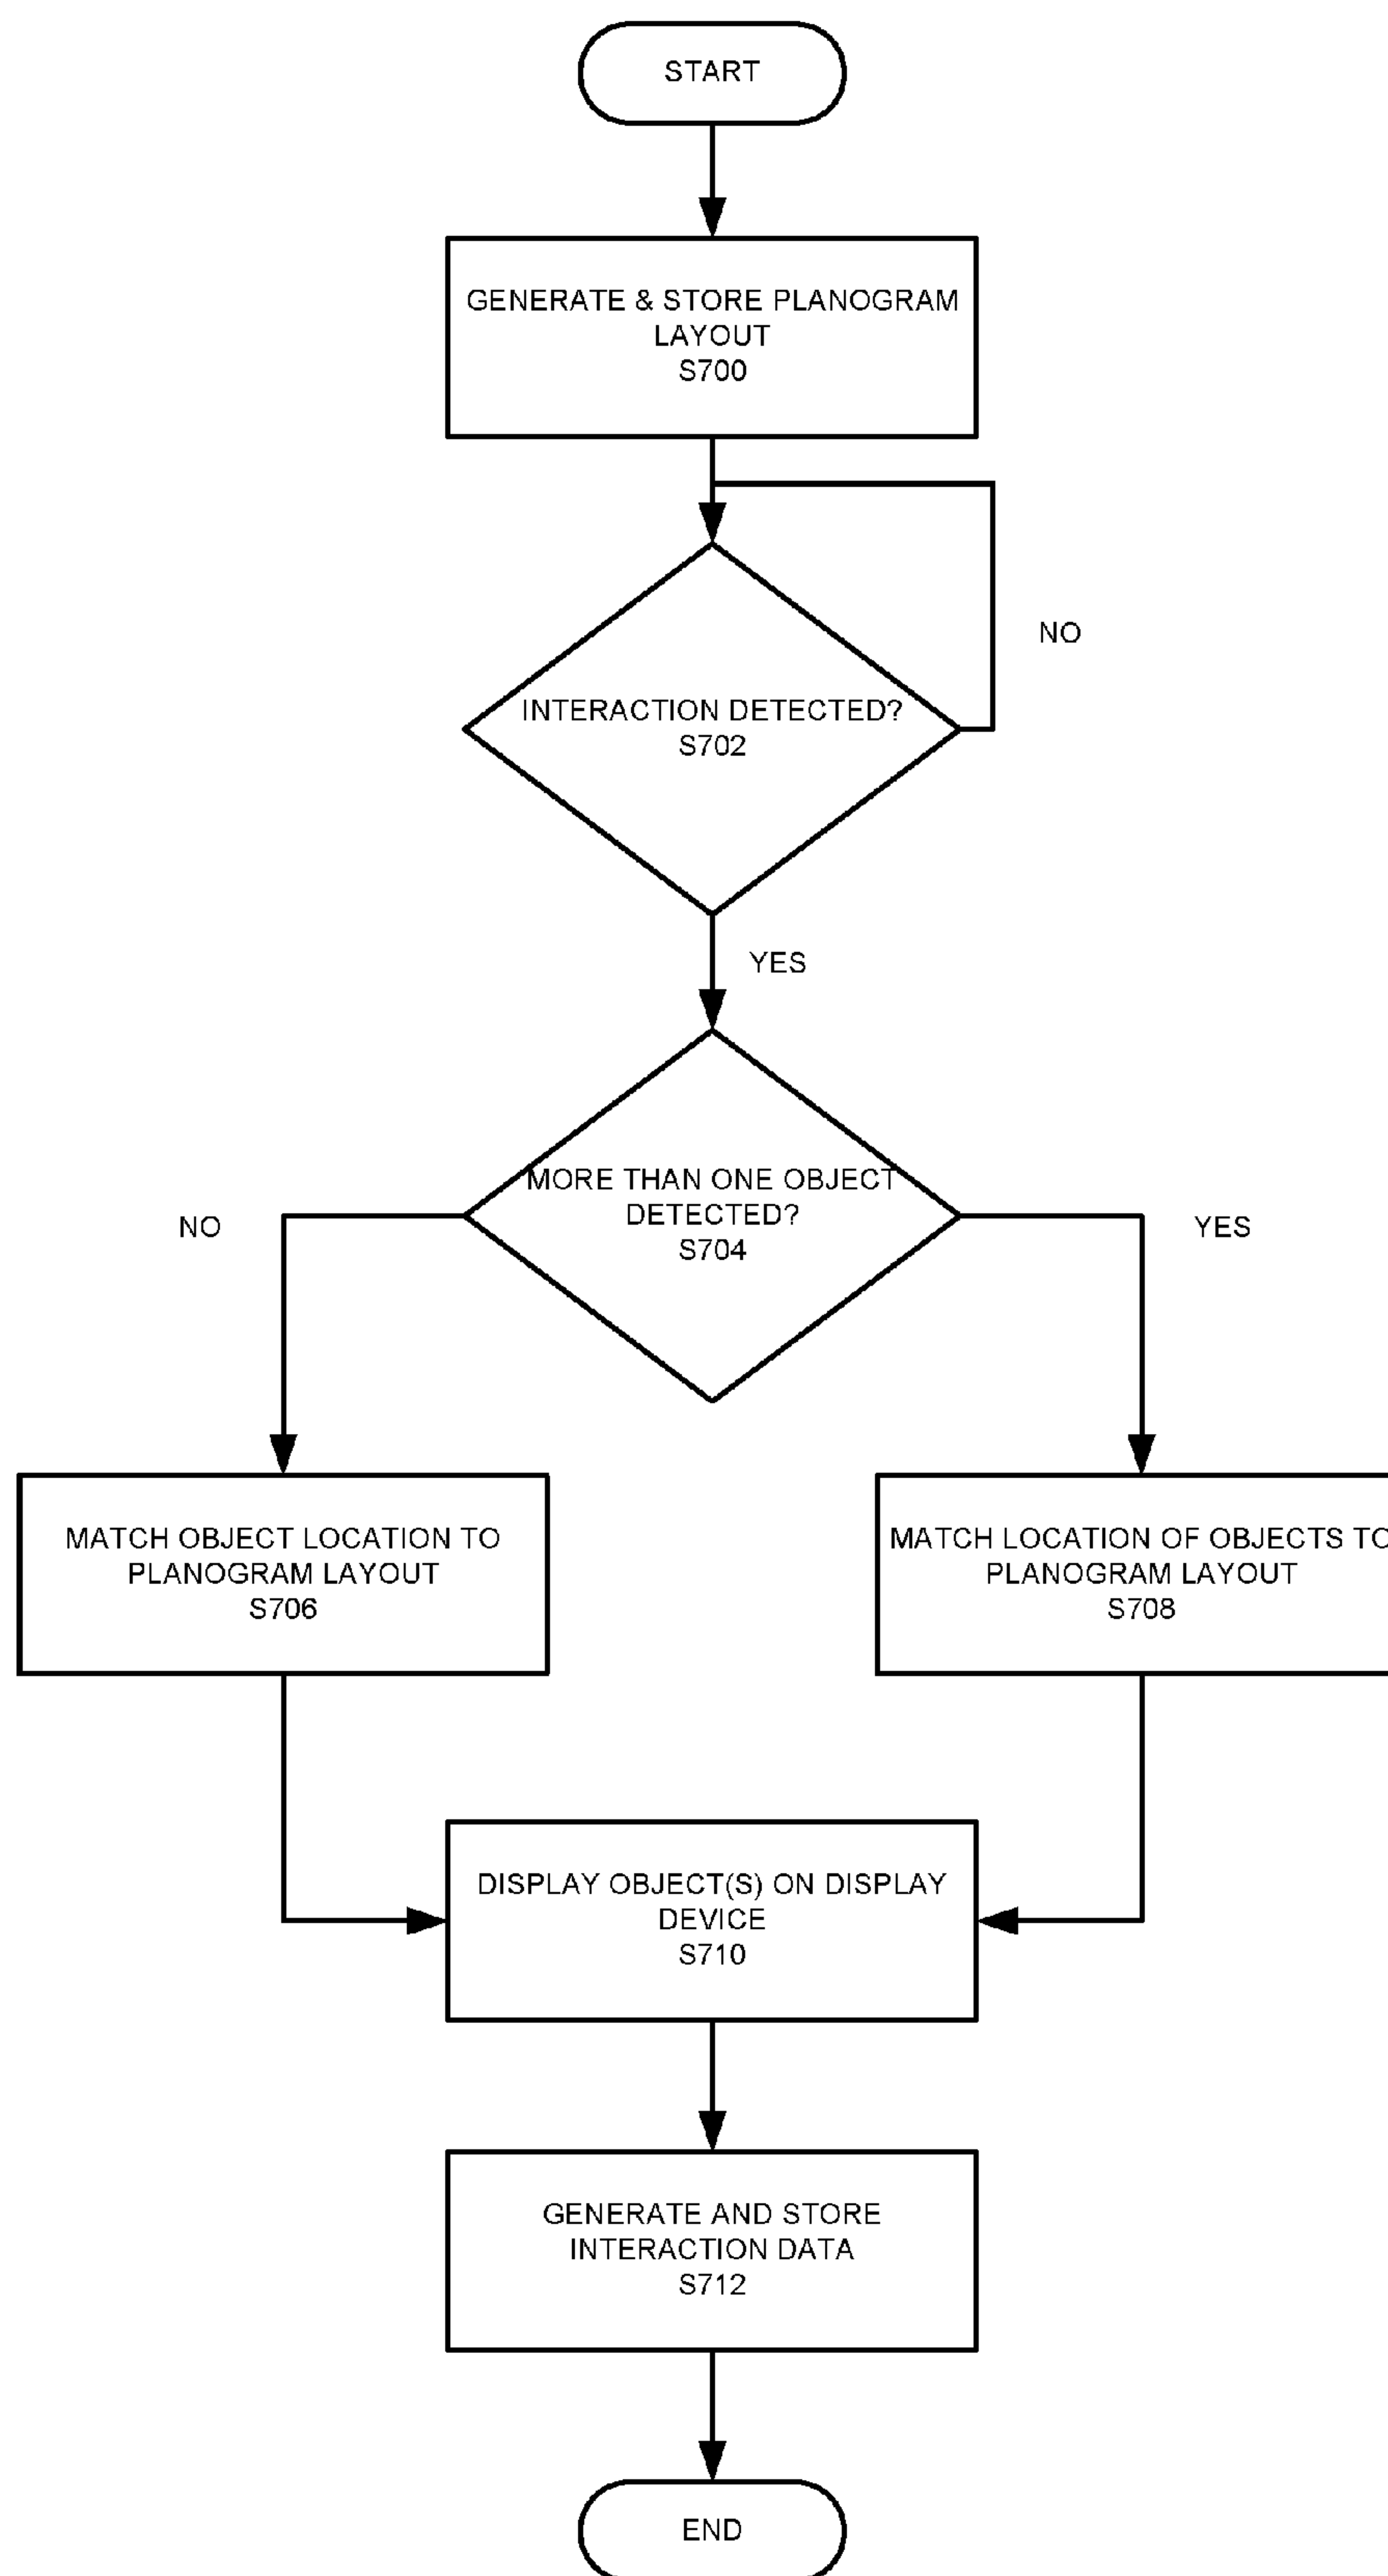 START
GENERATE & STORE PLANOGRAM
LAYOUT
S700
NO
INTERACTION DETECTED?
S702
YES
MORE THAN ONE OBJECT
DETECTED?
S704
NO
YES
MATCH OBJECT LOCATION TO
PLANOGRAM LAYOUT
S706
MATCH LOCATION OF OBJECTS TO
PLANOGRAM LAYOUT
S708
DISPLAY OBJECT(S) ON DISPLAY
DEVICE
S710
GENERATE AND STORE
INTERACTION DATA
S712
END